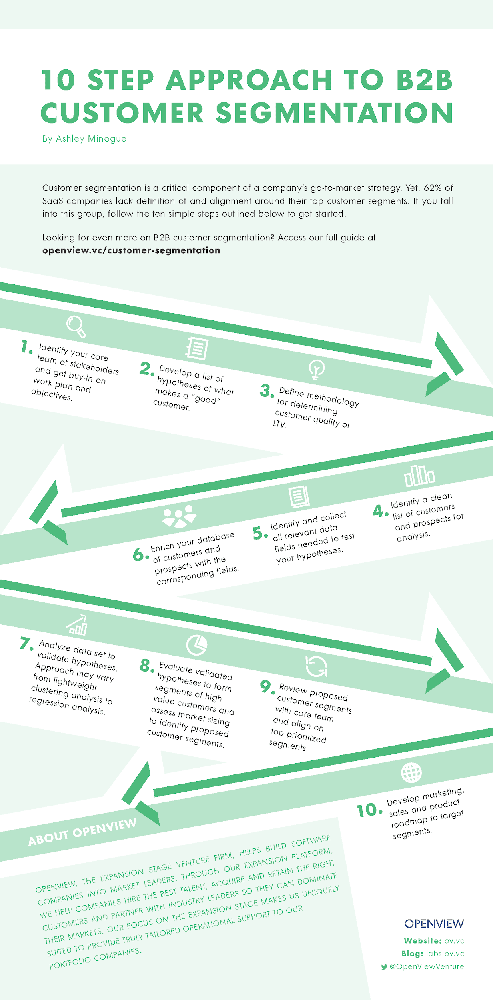 10 STEP APPROACH TO B2B
CUSTOMER SEGMENTATION
By Ashley Minogue
Customer segmentation is a critical component of a company's go-to-market strategy. Yet, 62% of
SaaS companies lack definition of and alignment around their top customer segments. If you fall
into this group, follow the ten simple steps outlined below to get started.
Looking for even more on B2B customer segmentation? Access our full guide at
openview.vc/customer-segmentation
1. Identify your core
team of stakeholders
and get buy-in on
work plan and
objectives.
2. Develop a list of
hypotheses of what
makes a "good"
customer.
3. Define methodology
for determining
customer quality or
LTV.
4. Identify a clean
list of customers
and prospects for
analysis.
5. Identify and collect
all relevant data
fields needed to test
your hypotheses.
6. Enrich your database
of customers and
prospects with the
corresponding fields.
7. Analyze data set to
validate hypotheses.
Approach may vary
from lightweight
clustering analysis to
regression analysis.
8. Evaluate validated
hypotheses to form
segments of high
value customers and
assess market sizing
to identify proposed
customer segments.
9. Review proposed
customer segments
with core team
and align on
top prioritized
segments.
10. Develop marketing,
sales and product
roadmap to target
segments.
ABOUT OPENVIEW
OPENVIEW, THE EXPANSION STAGE VENTURE FIRM, HELPS BUILD SOFTWARE
COMPANIES INTO MARKET LEADERS. THROUGH OUR EXPANSION PLATFORM,
WE HELP COMPANIES HIRE THE BEST TALENT, ACQUIRE AND RETAIN THE RIGHT
CUSTOMERS AND PARTNER WITH INDUSTRY LEADERS SO THEY CAN DOMINATE
THEIR MARKETS. OUR FOCUS ON THE EXPANSION STAGE MAKES US UNIQUELY
SUITED TO PROVIDE TRULY TAILORED OPERATIONAL SUPPORT TO OUR
PORTFOLIO COMPANIES.
OPENVIEW
Website: ov.vc
Blog: labs.ov.vc
@OpenViewVenture